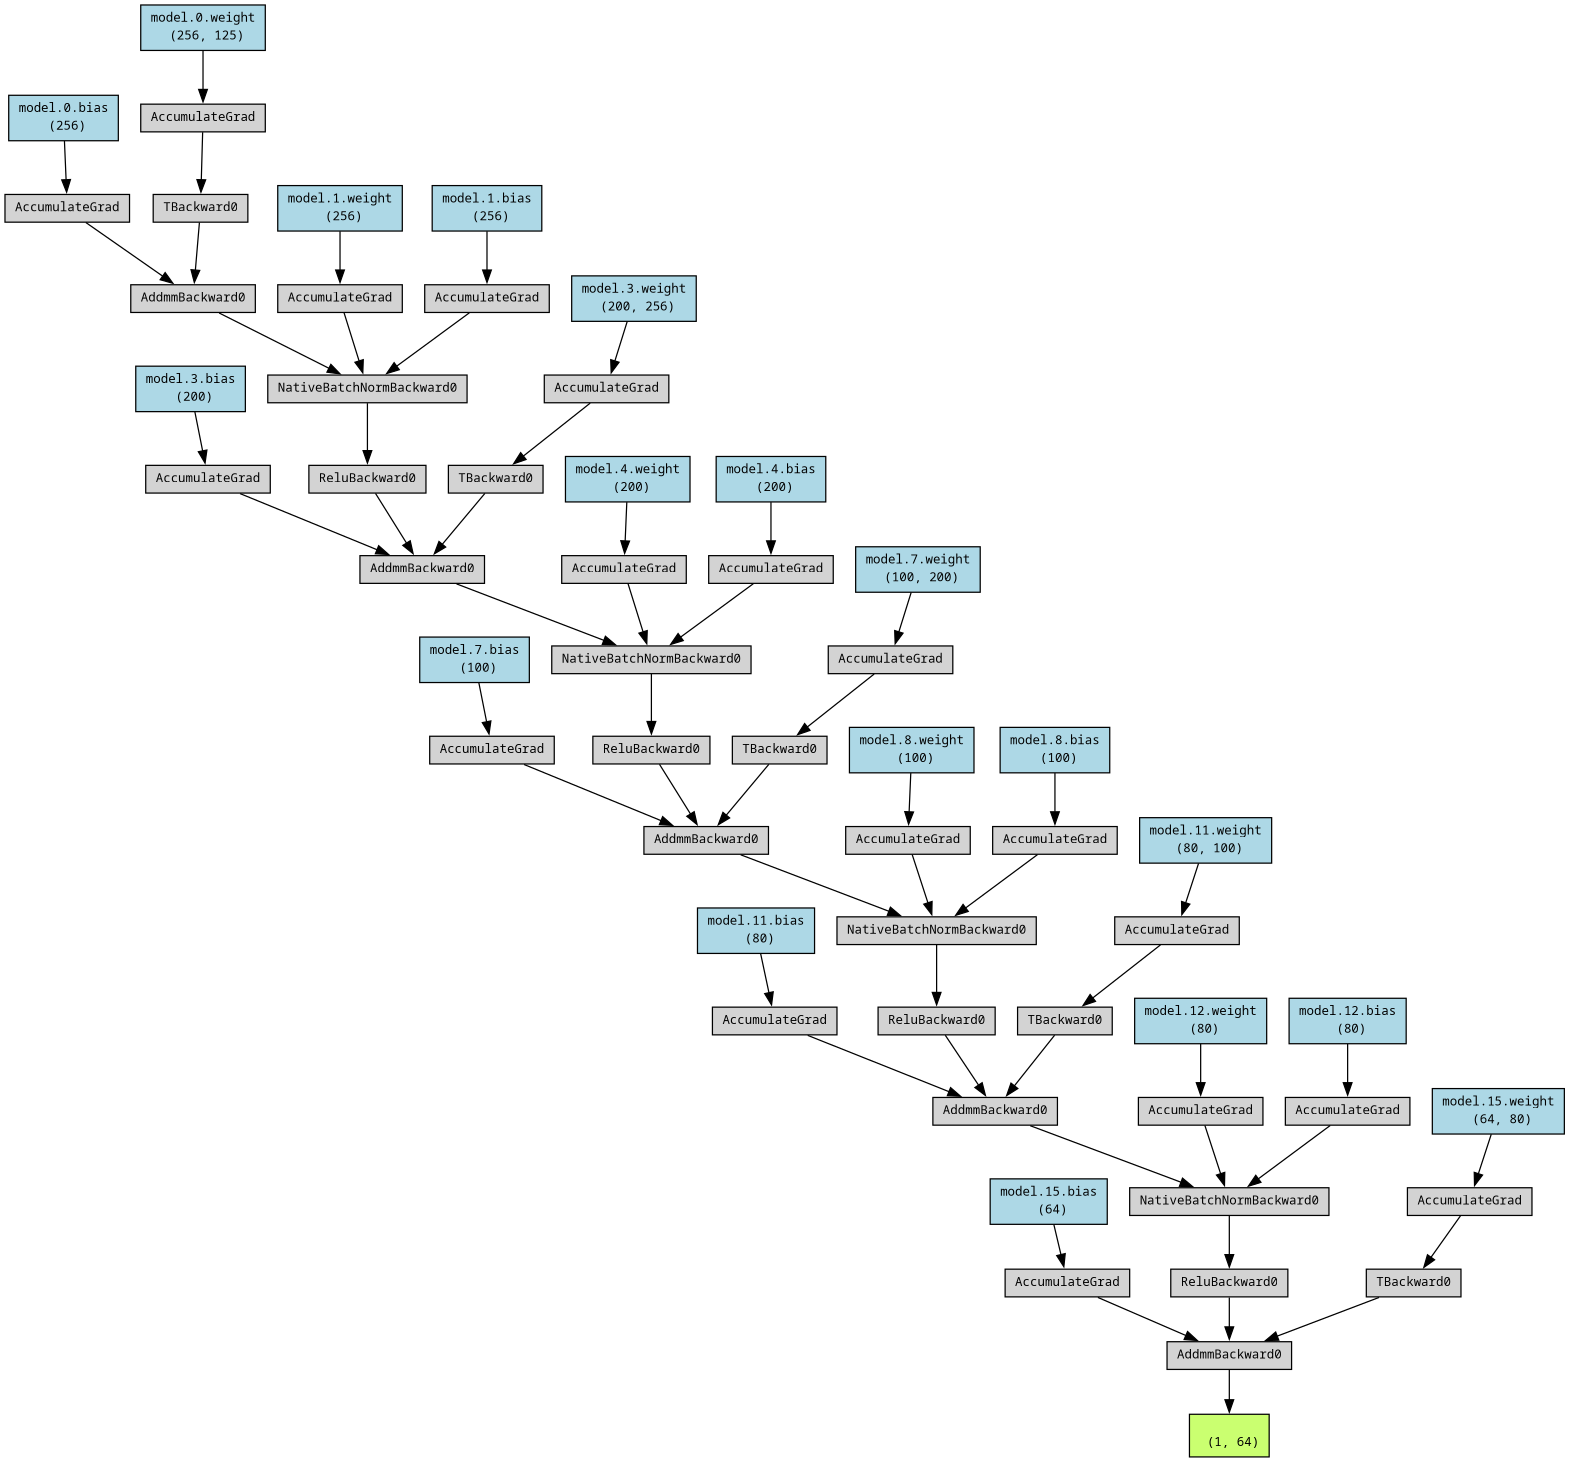 model.0.weight
(256, 125)
model.0.bias
(256)
AccumulateGrad
AccumulateGrad
TBackward0
model.1.weight
(256)
model.1.bias
(256)
AddmmBackward0
AccumulateGrad
AccumulateGrad
model.3.weight
(200, 256)
model.3.bias
(200)
NativeBatchNormBackward0
AccumulateGrad
AccumulateGrad
ReluBackward0
TBackward0
model.4.weight
(200)
model.4.bias
(200)
AddmmBackward0
AccumulateGrad
AccumulateGrad
model.7.weight
(100, 200)
model.7.bias
(100)
NativeBatchNormBackward0
AccumulateGrad
AccumulateGrad
ReluBackward0
TBackward0
model.8.weight
(100)
model.8.bias
(100)
AddmmBackward0
AccumulateGrad
AccumulateGrad
model.11.weight
(80, 100)
model.11.bias
(80)
NativeBatchNormBackward0
AccumulateGrad
AccumulateGrad
ReluBackward0
TBackward0
model.12.weight
(80)
model.12.bias
(80)
AddmmBackward0
AccumulateGrad
AccumulateGrad
model.15.weight
(64, 80)
model.15.bias
(64)
NativeBatchNormBackward0
AccumulateGrad
AccumulateGrad
ReluBackward0
TBackward0
AddmmBackward0
(1, 64)